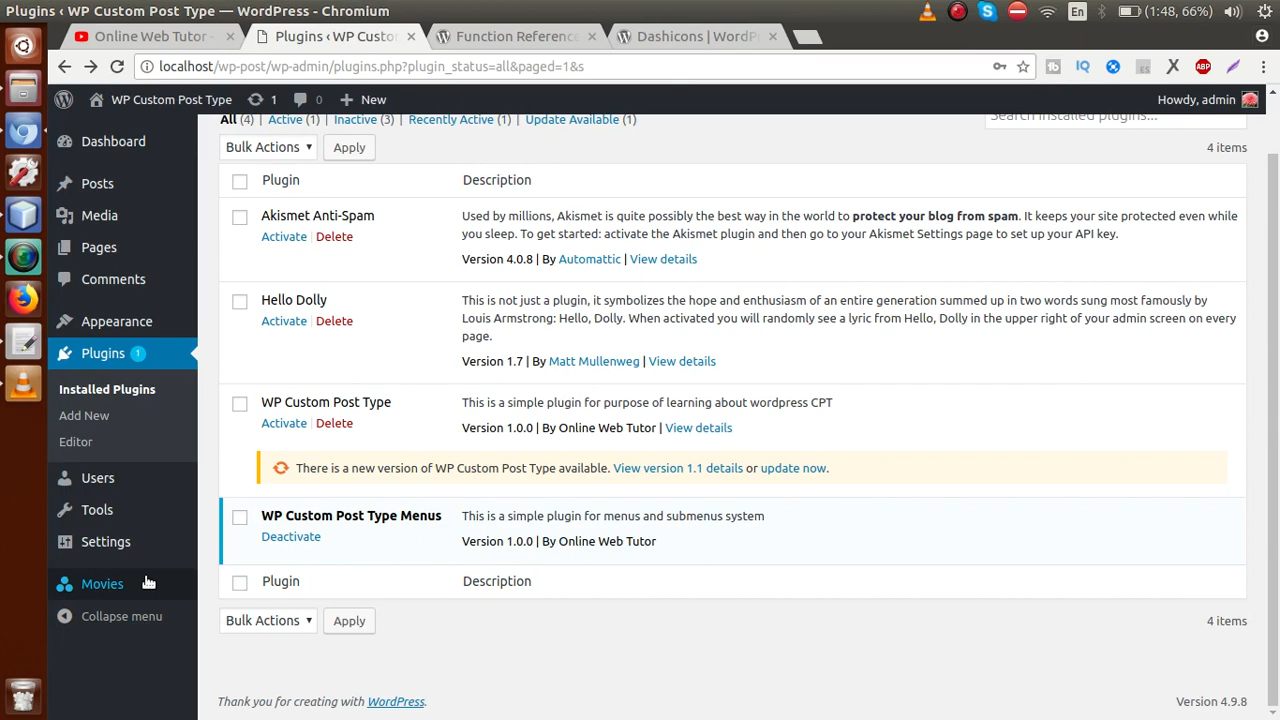 Plugins ‹ WP Custom Post Type — WordPress - Chromium
En
(1:48, 66%)
Online Web Tutor -
Plugins ‹ WP Custo
Function Reference
Dashicons | WordP
localhost/wp-post/wp-admin/plugins.php?plugin_status=all&paged=1&s
WP Custom Post Type
1
0
New
Howdy, admin
All (4) | Active (1) | Inactive (3) | Recently Active (1) | Update Available (1)
Search installed plugins...
Bulk Actions
Apply
4 items
Plugin
Description
Akismet Anti-Spam
Activate | Delete
Used by millions, Akismet is quite possibly the best way in the world to protect your blog from spam. It keeps your site protected even while
you sleep. To get started: activate the Akismet plugin and then go to your Akismet Settings page to set up your API key.
Version 4.0.8 | By Automattic | View details
Hello Dolly
Activate | Delete
This is not just a plugin, it symbolizes the hope and enthusiasm of an entire generation summed up in two words sung most famously by
Louis Armstrong: Hello, Dolly. When activated you will randomly see a lyric from Hello, Dolly in the upper right of your admin screen on every
page.
Version 1.7 | By Matt Mullenweg | View details
WP Custom Post Type
Activate | Delete
This is a simple plugin for purpose of learning about wordpress CPT
Version 1.0.0 | By Online Web Tutor | View details
There is a new version of WP Custom Post Type available. View version 1.1 details or update now.
WP Custom Post Type Menus
Deactivate
This is a simple plugin for menus and submenus system
Version 1.0.0 | By Online Web Tutor
Plugin
Description
Bulk Actions
Apply
4 items
Thank you for creating with WordPress.
Version 4.9.8
Dashboard
Posts
Media
Pages
Comments
Appearance
Plugins 1
Installed Plugins
Add New
Editor
Users
Tools
Settings
Movies
Collapse menu